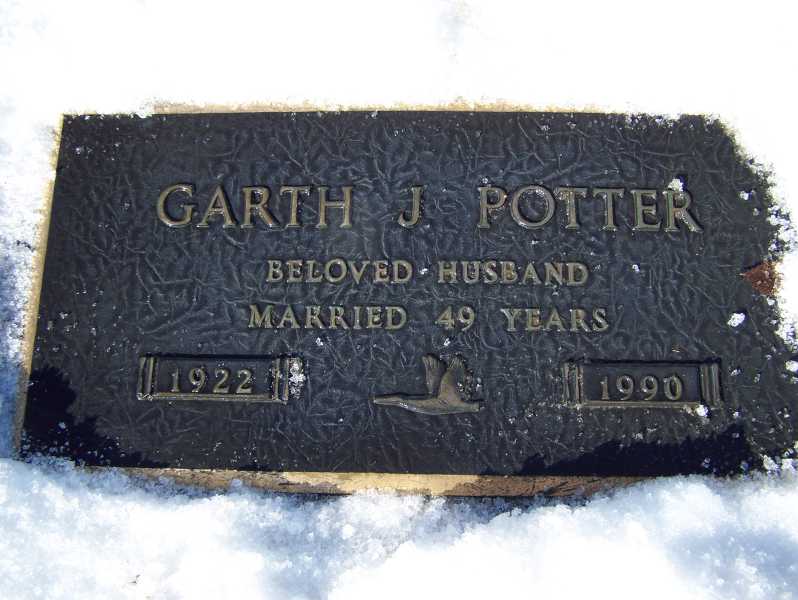 GARTH J POTTER
BELOVED HUSBAND
MARRIED 49 YEARS
1922 1990